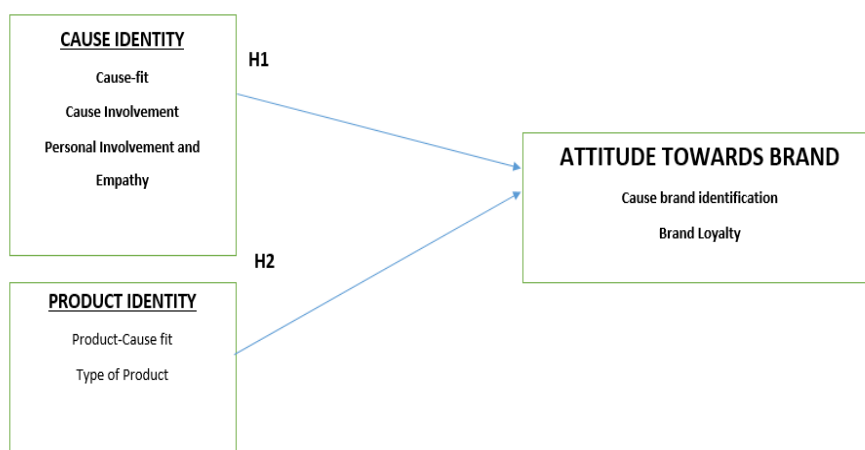 CAUSE IDENTITY
Cause-fit
Cause Involvement
Personal Involvement and
Empathy
H1
ATTITUDE TOWARDS BRAND
Cause brand identification
Brand Loyalty
H2
PRODUCT IDENTITY
Product-Cause fit
Type of Product